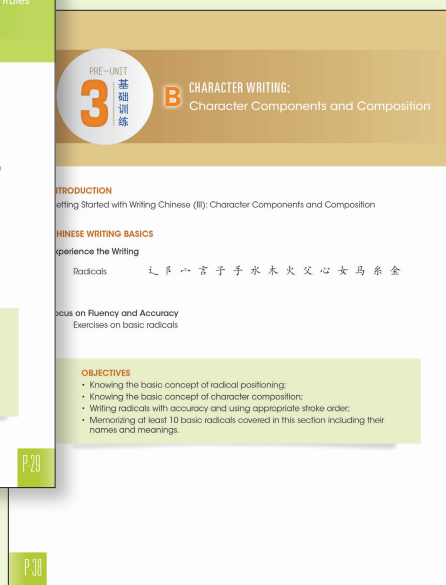 Rules
PRE-UNIT
3
基础训练
B CHARACTER WRITING:
Character Components and Composition
NTRODUCTION
etting Started with Writing Chinese (III): Character Components and Composition
HINESE WRITING BASICS
xperience the Writing
Radicals 辶 阝 宀 言 子 手 水 木 火 父 心 女 马 糸 金
ocus on Fluency and Accuracy
Exercises on basic radicals
OBJECTIVES
• Knowing the basic concept of radical positioning;
• Knowing the basic concept of character composition;
• Writing radicals with accuracy and using appropriate stroke order;
• Memorizing at least 10 basic radicals covered in this section including their
names and meanings.
P-29
P-38